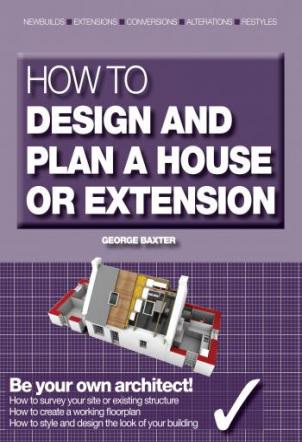 NEWBUILDS ■ EXTENSIONS ■ CONVERSIONS ■ ALTERATIONS ■ RESTYLES
HOW TO
DESIGN AND
PLAN A HOUSE
OR EXTENSION
GEORGE BAXTER
Be your own architect!
How to survey your site or existing structure
How to create a working floorplan
How to style and design the look of your building